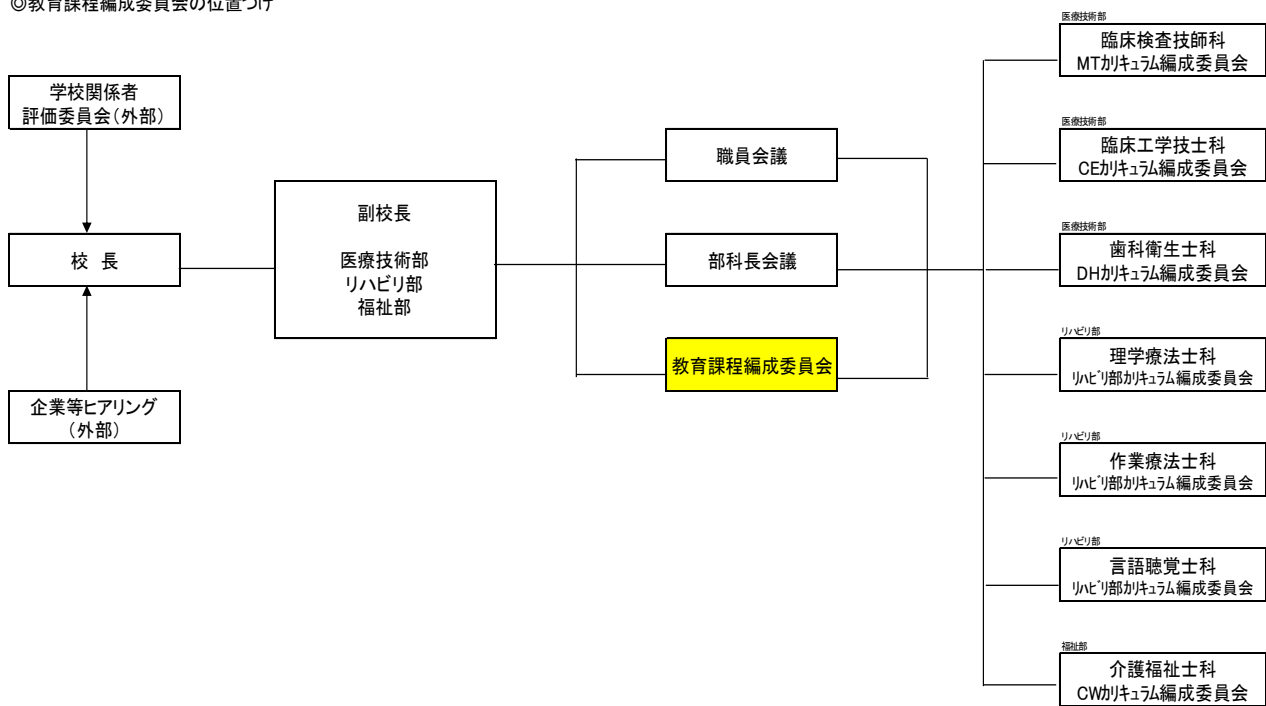 ◎教育課程編成委員会の位置づけ
学校関係者
評価委員会(外部)
校 長
企業等ヒアリング
(外部)
副校長
医療技術部
リハビリ部
福祉部
職員会議
部科長会議
教育課程編成委員会
医療技術部
臨床検査技師科
MTカリキュラム編成委員会
医療技術部
臨床工学技士科
CEカリキュラム編成委員会
医療技術部
歯科衛生士科
DHカリキュラム編成委員会
リハビリ部
理学療法士科
リハビリ部カリキュラム編成委員会
リハビリ部
作業療法士科
リハビリ部カリキュラム編成委員会
リハビリ部
言語聴覚士科
リハビリ部カリキュラム編成委員会
福祉部
介護福祉士科
CWカリキュラム編成委員会